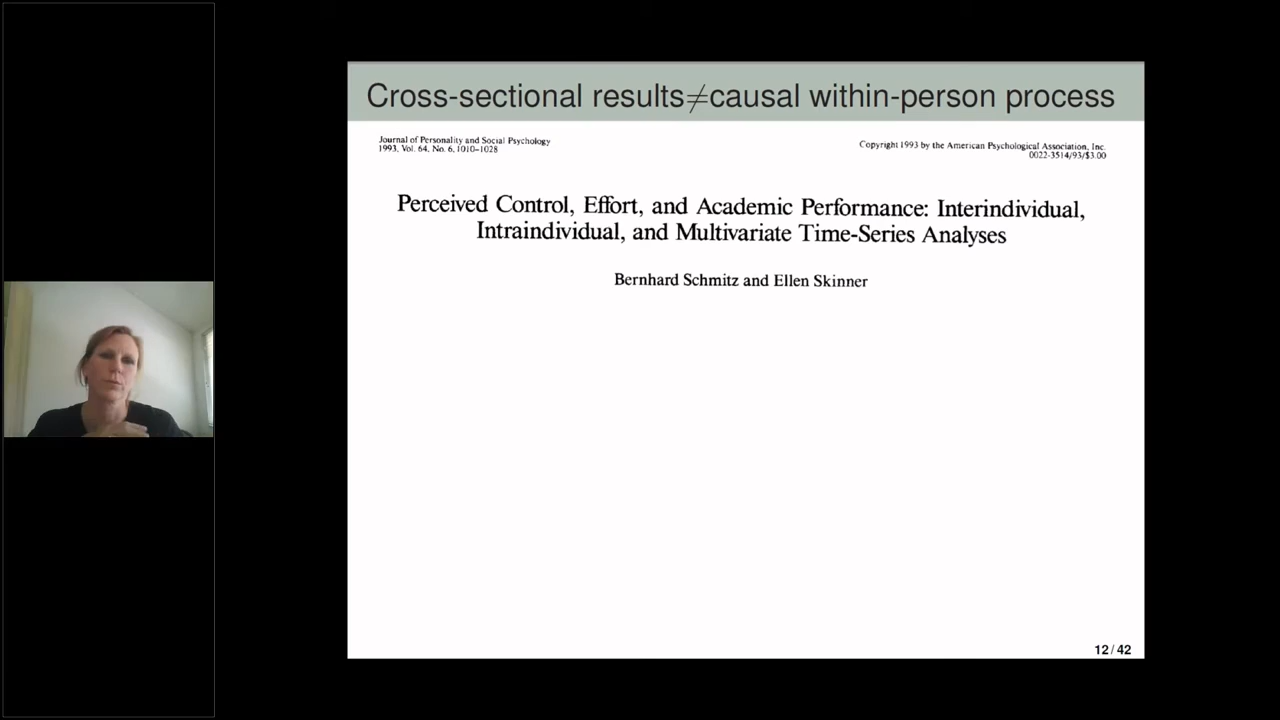 Cross-sectional results≠causal within-person process
Journal of Personality and Social Psychology
1993, Vol. 64, No. 6, 1010-1028
Copyright 1993 by the American Psychological Association, Inc.
0022-3514/93/$3.00
Perceived Control, Effort, and Academic Performance: Interindividual,
Intraindividual, and Multivariate Time-Series Analyses
Bernhard Schmitz and Ellen Skinner
12 / 42